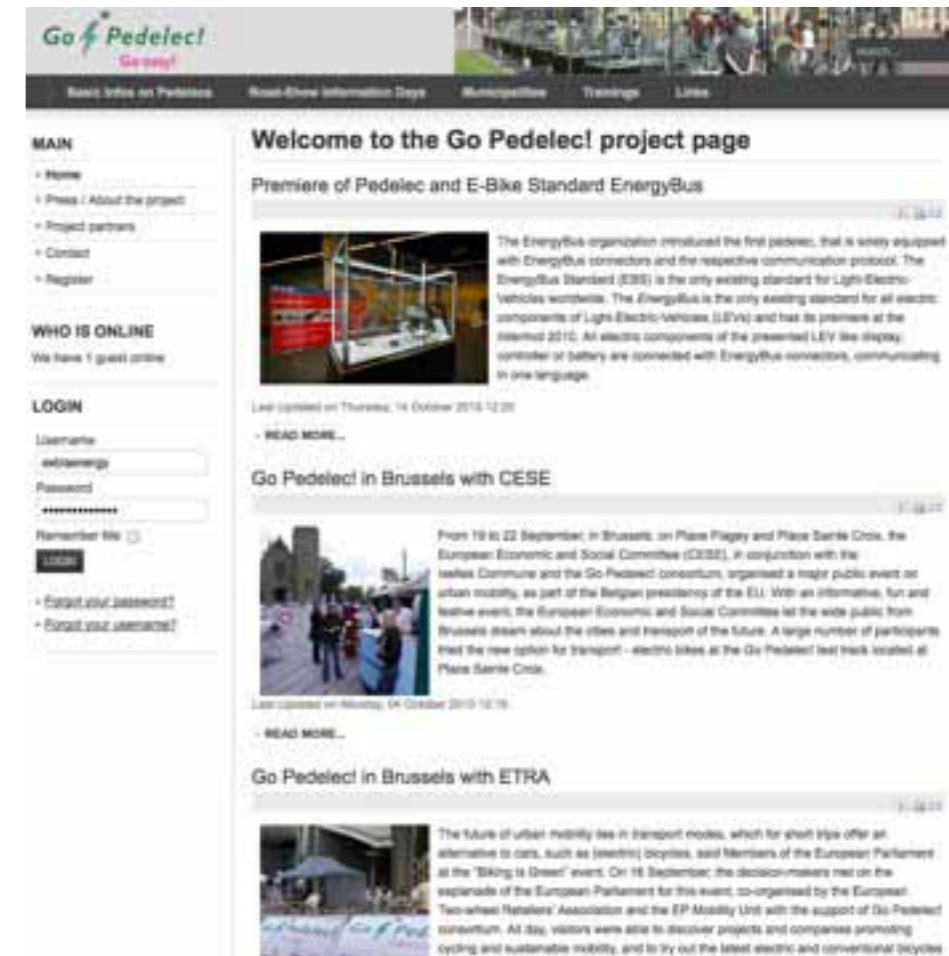 Go Pedelec!
Go easy!
search...
Basic Infos on Pedelecs Road-Show Information Days Municipalities Trainings Links
MAIN
Home
Press / About the project
Project partners
Contact
Register
WHO IS ONLINE
We have 1 guest online
LOGIN
Username
extraenergy
Password
••••••••••••••
Remember Me
LOGIN
Forgot your password?
Forgot your username?
Welcome to the Go Pedelec! project page
Premiere of Pedelec and E-Bike Standard EnergyBus
The EnergyBus organization introduced the first pedelec, that is solely equipped
with EnergyBus connectors and the respective communication protocol. The
EnergyBus Standard (EBS) is the only existing standard for Light-Electric-
Vehicles worldwide. The EnergyBus is the only existing standard for all electric
components of Light-Electric-Vehicles (LEVs) and has its premiere at the
Intermot 2010. All electric components of the presented LEV like display,
controller or battery are connected with EnergyBus connectors, communicating
in one language.
Last Updated on Thursday, 14 October 2010 12:20
READ MORE...
Go Pedelec! in Brussels with CESE
From 19 to 22 September, in Brussels, on Place Flagey and Place Sainte Croix, the
European Economic and Social Committee (CESE), in conjunction with the
Ixelles Commune and the Go Pedelec! consortium, organised a major public event on
urban mobility, as part of the Belgian presidency of the EU. With an informative, fun and
festive event, the European Economic and Social Committee let the wide public from
Brussels dream about the cities and transport of the future. A large number of participants
tried the new option for transport - electric bikes at the Go Pedelec! test track located at
Place Sainte Croix.
Last Updated on Monday, 04 October 2010 12:16
READ MORE...
Go Pedelec! in Brussels with ETRA
The future of urban mobility lies in transport modes, which for short trips offer an
alternative to cars, such as (electric) bicycles, said Members of the European Parliament
at the "Biking is Green" event. On 16 September, the decision-makers met on the
esplanade of the European Parliament for this event, co-organised by the European
Two-wheel Retailers' Association and the EP Mobility Unit with the support of Go Pedelec!
consortium. All day, visitors were able to discover projects and companies promoting
cycling and sustainable mobility, and to try out the latest electric and conventional bicycles